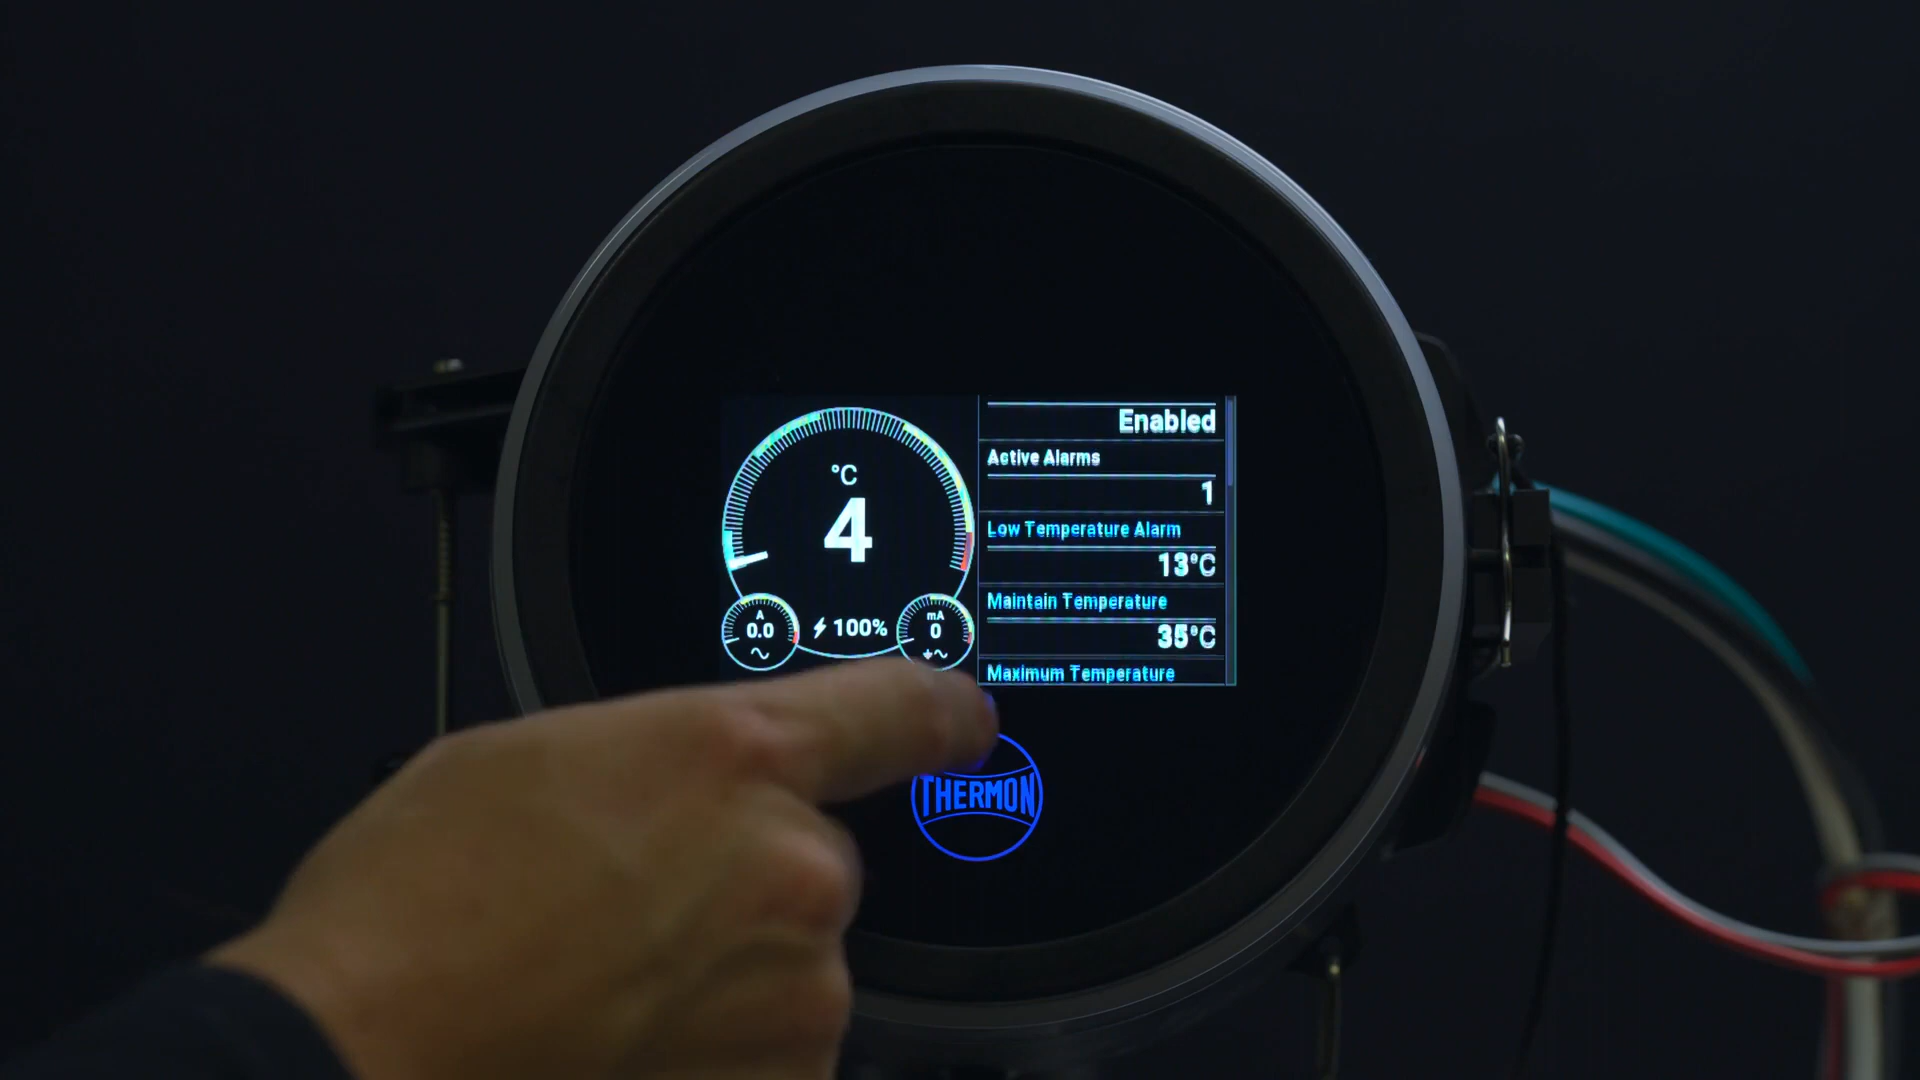 °C
4
A
0.0
100%
mA
0
Enabled
Active Alarms
1
Low Temperature Alarm
13°C
Maintain Temperature
35°C
Maximum Temperature
THERMON